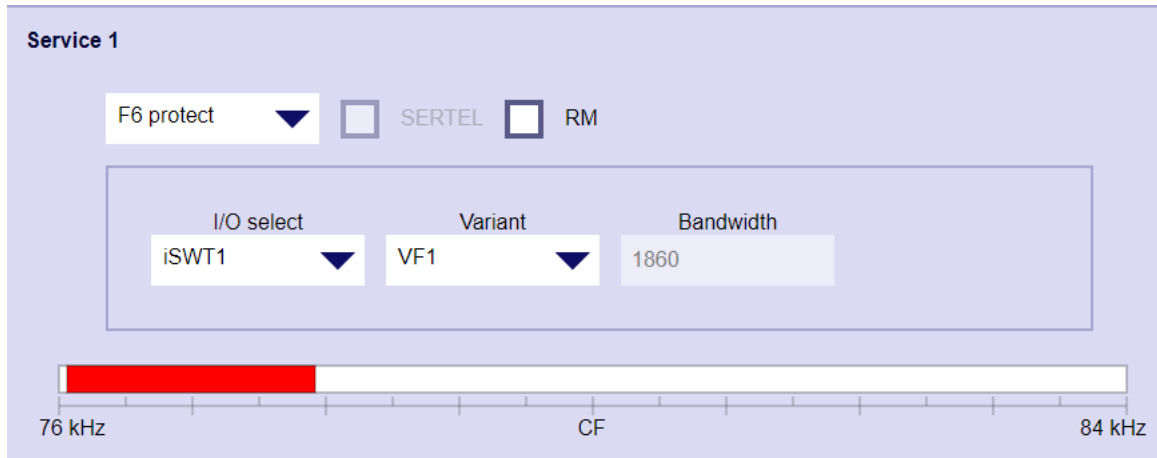 Service 1
F6 protect SERTEL RM
I/O select Variant Bandwidth
iSWT1 VF1 1860
76 kHz CF 84 kHz